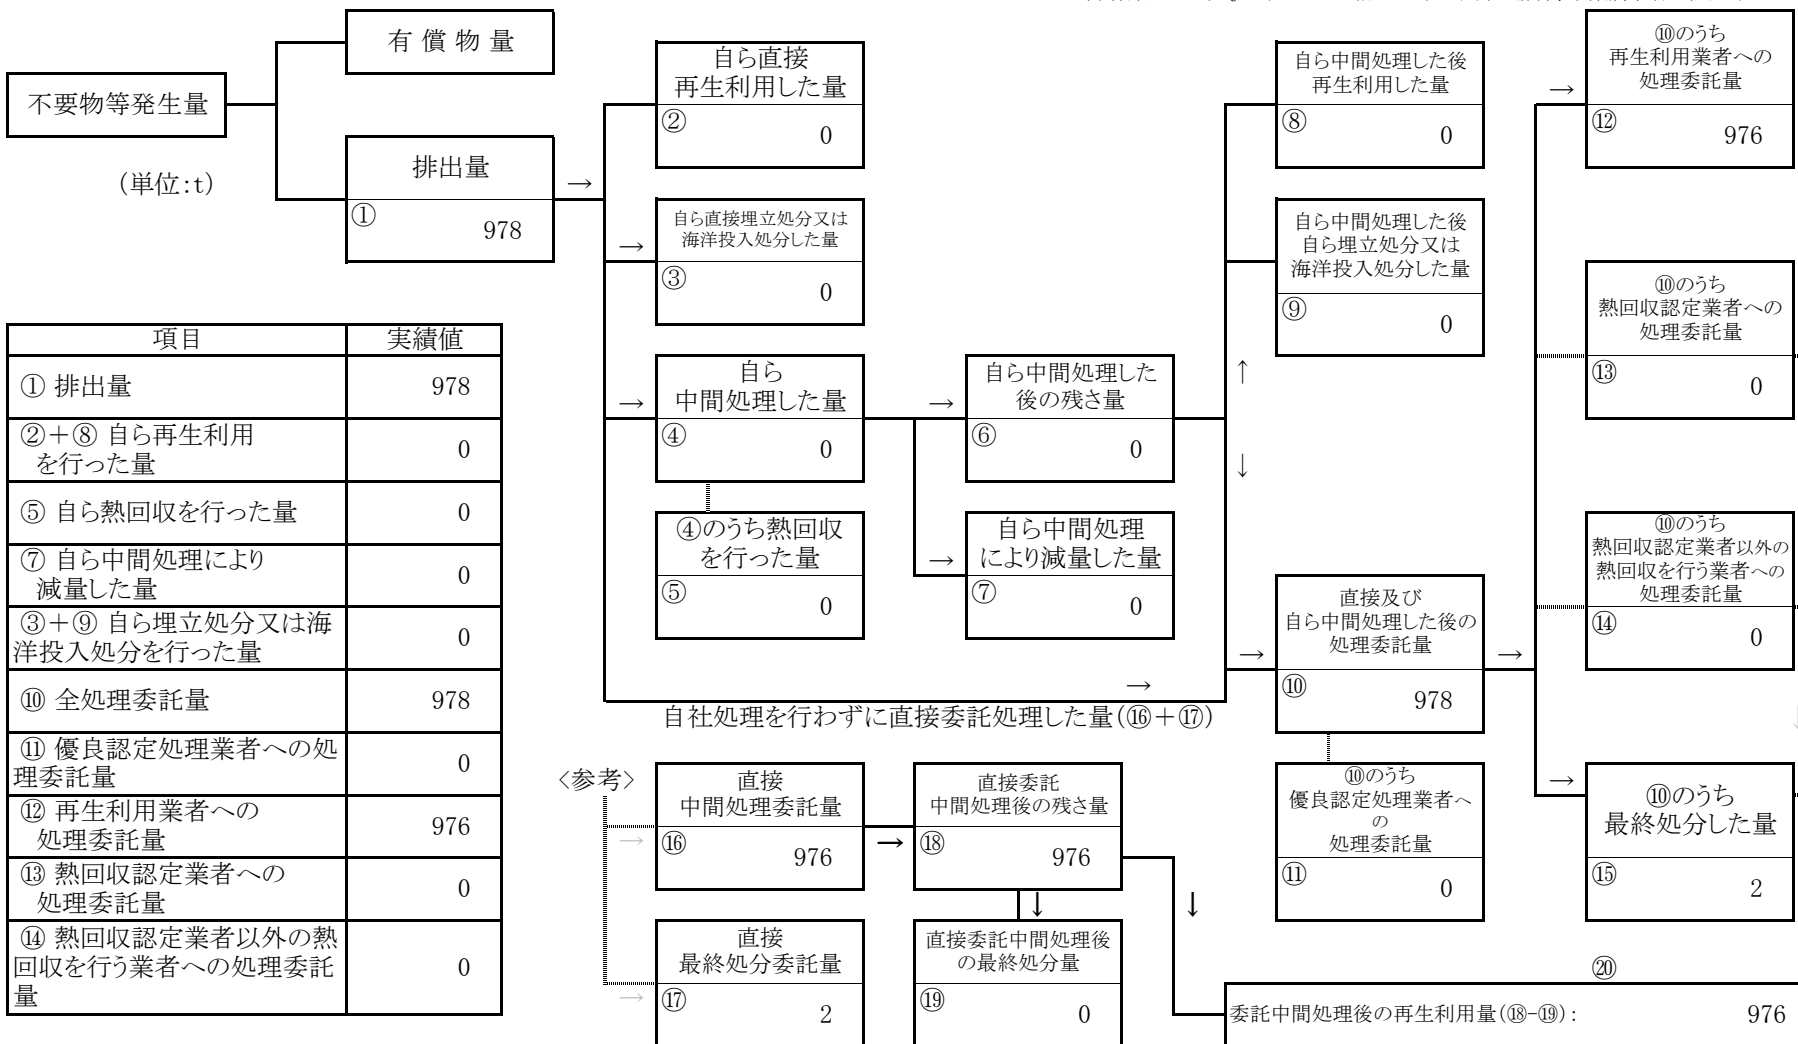 不要物等発生量
(単位:t)
有 償 物 量
排出量
→
①
978
自ら直接
再生利用した量
②
0
→
自ら直接埋立処分又は
海洋投入処分した量
③
0
→
自ら
中間処理した量
④
0
④のうち熱回収
を行った量
⑤
0
→
自ら中間処理した
後の残さ量
⑥
0
→
自ら中間処理
により減量した量
⑦
0
自ら中間処理した後
再生利用した量
⑧
0
自ら中間処理した後
自ら埋立処分又は
海洋投入処分した量
⑨
0
↑
↓
→
直接及び
自ら中間処理した後の
処理委託量
⑩
978
→
⑩のうち
優良認定処理業者へ
の
処理委託量
⑪
0
→
⑩のうち
再生利用業者への
処理委託量
⑫
976
⑩のうち
熱回収認定業者への
処理委託量
⑬
0
⑩のうち
熱回収認定業者以外の
熱回収を行う業者への
処理委託量
⑭
0
→
⑩のうち
最終処分した量
⑮
2
→
自社処理を行わずに直接委託処理した量(⑯+⑰)
項目 実績値
① 排出量 978
②+⑧ 自ら再生利用
を行った量 0
⑤ 自ら熱回収を行った量 0
⑦ 自ら中間処理により
減量した量 0
③+⑨ 自ら埋立処分又は海
洋投入処分を行った量 0
⑩ 全処理委託量 978
⑪ 優良認定処理業者への処
理委託量 0
⑫ 再生利用業者への
処理委託量 976
⑬ 熱回収認定業者への
処理委託量 0
⑭ 熱回収認定業者以外の熱
回収を行う業者への処理委託
量 0
〈参考〉
→
直接
中間処理委託量
⑯
976
→
直接委託
中間処理後の残さ量
⑱
976
↓
↓
→
直接
最終処分委託量
⑰
2
直接委託中間処理後
の最終処分量
⑲
0
⑳
委託中間処理後の再生利用量(⑱-⑲): 976